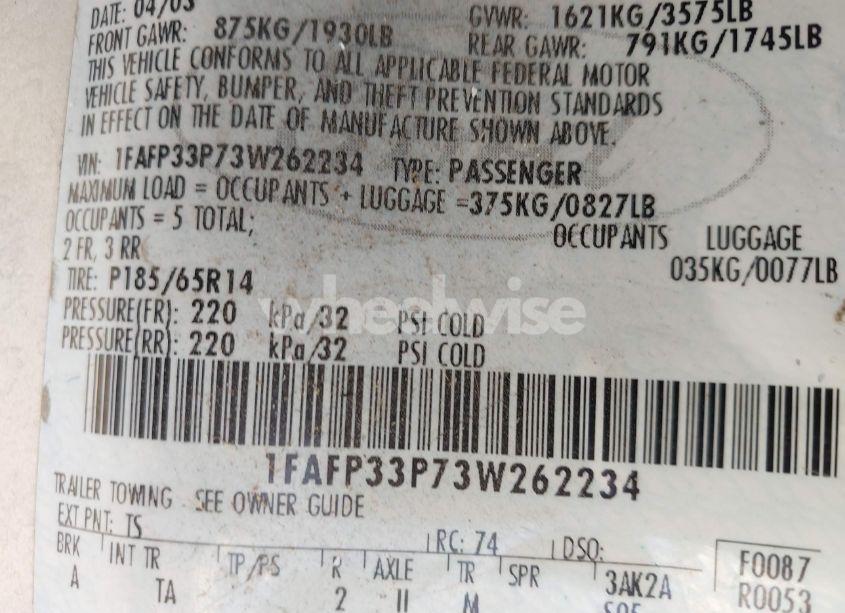 DATE: 04/03 GVWR: 1621KG/3575LB
FRONT GAWR: 875KG/1930LB REAR GAWR: 791KG/1745LB
THIS VEHICLE CONFORMS TO ALL APPLICABLE FEDERAL MOTOR
VEHICLE SAFETY, BUMPER, AND THEFT PREVENTION STANDARDS
IN EFFECT ON THE DATE OF MANUFACTURE SHOWN ABOVE.
VIN: 1FAFP33P73W262234 TYPE: PASSENGER
MAXIMUM LOAD = OCCUPANTS + LUGGAGE =375KG/0827LB
OCCUPANTS = 5 TOTAL; OCCUPANTS LUGGAGE
2 FR, 3 RR 035KG/0077LB
TIRE: P185/65R14
wheelwise
PRESSURE(FR): 220 kPa/32 PSI COLD
PRESSURE(RR): 220 kPa/32 PSI COLD
1FAFP33P73W262234
TRAILER TOWING - SEE OWNER GUIDE
EXT PNT: TS RC: 74 DSO:
BRK INT TR TP/PS R AXLE TR SPR 3AK2A F0087
A TA 2 II M R0053